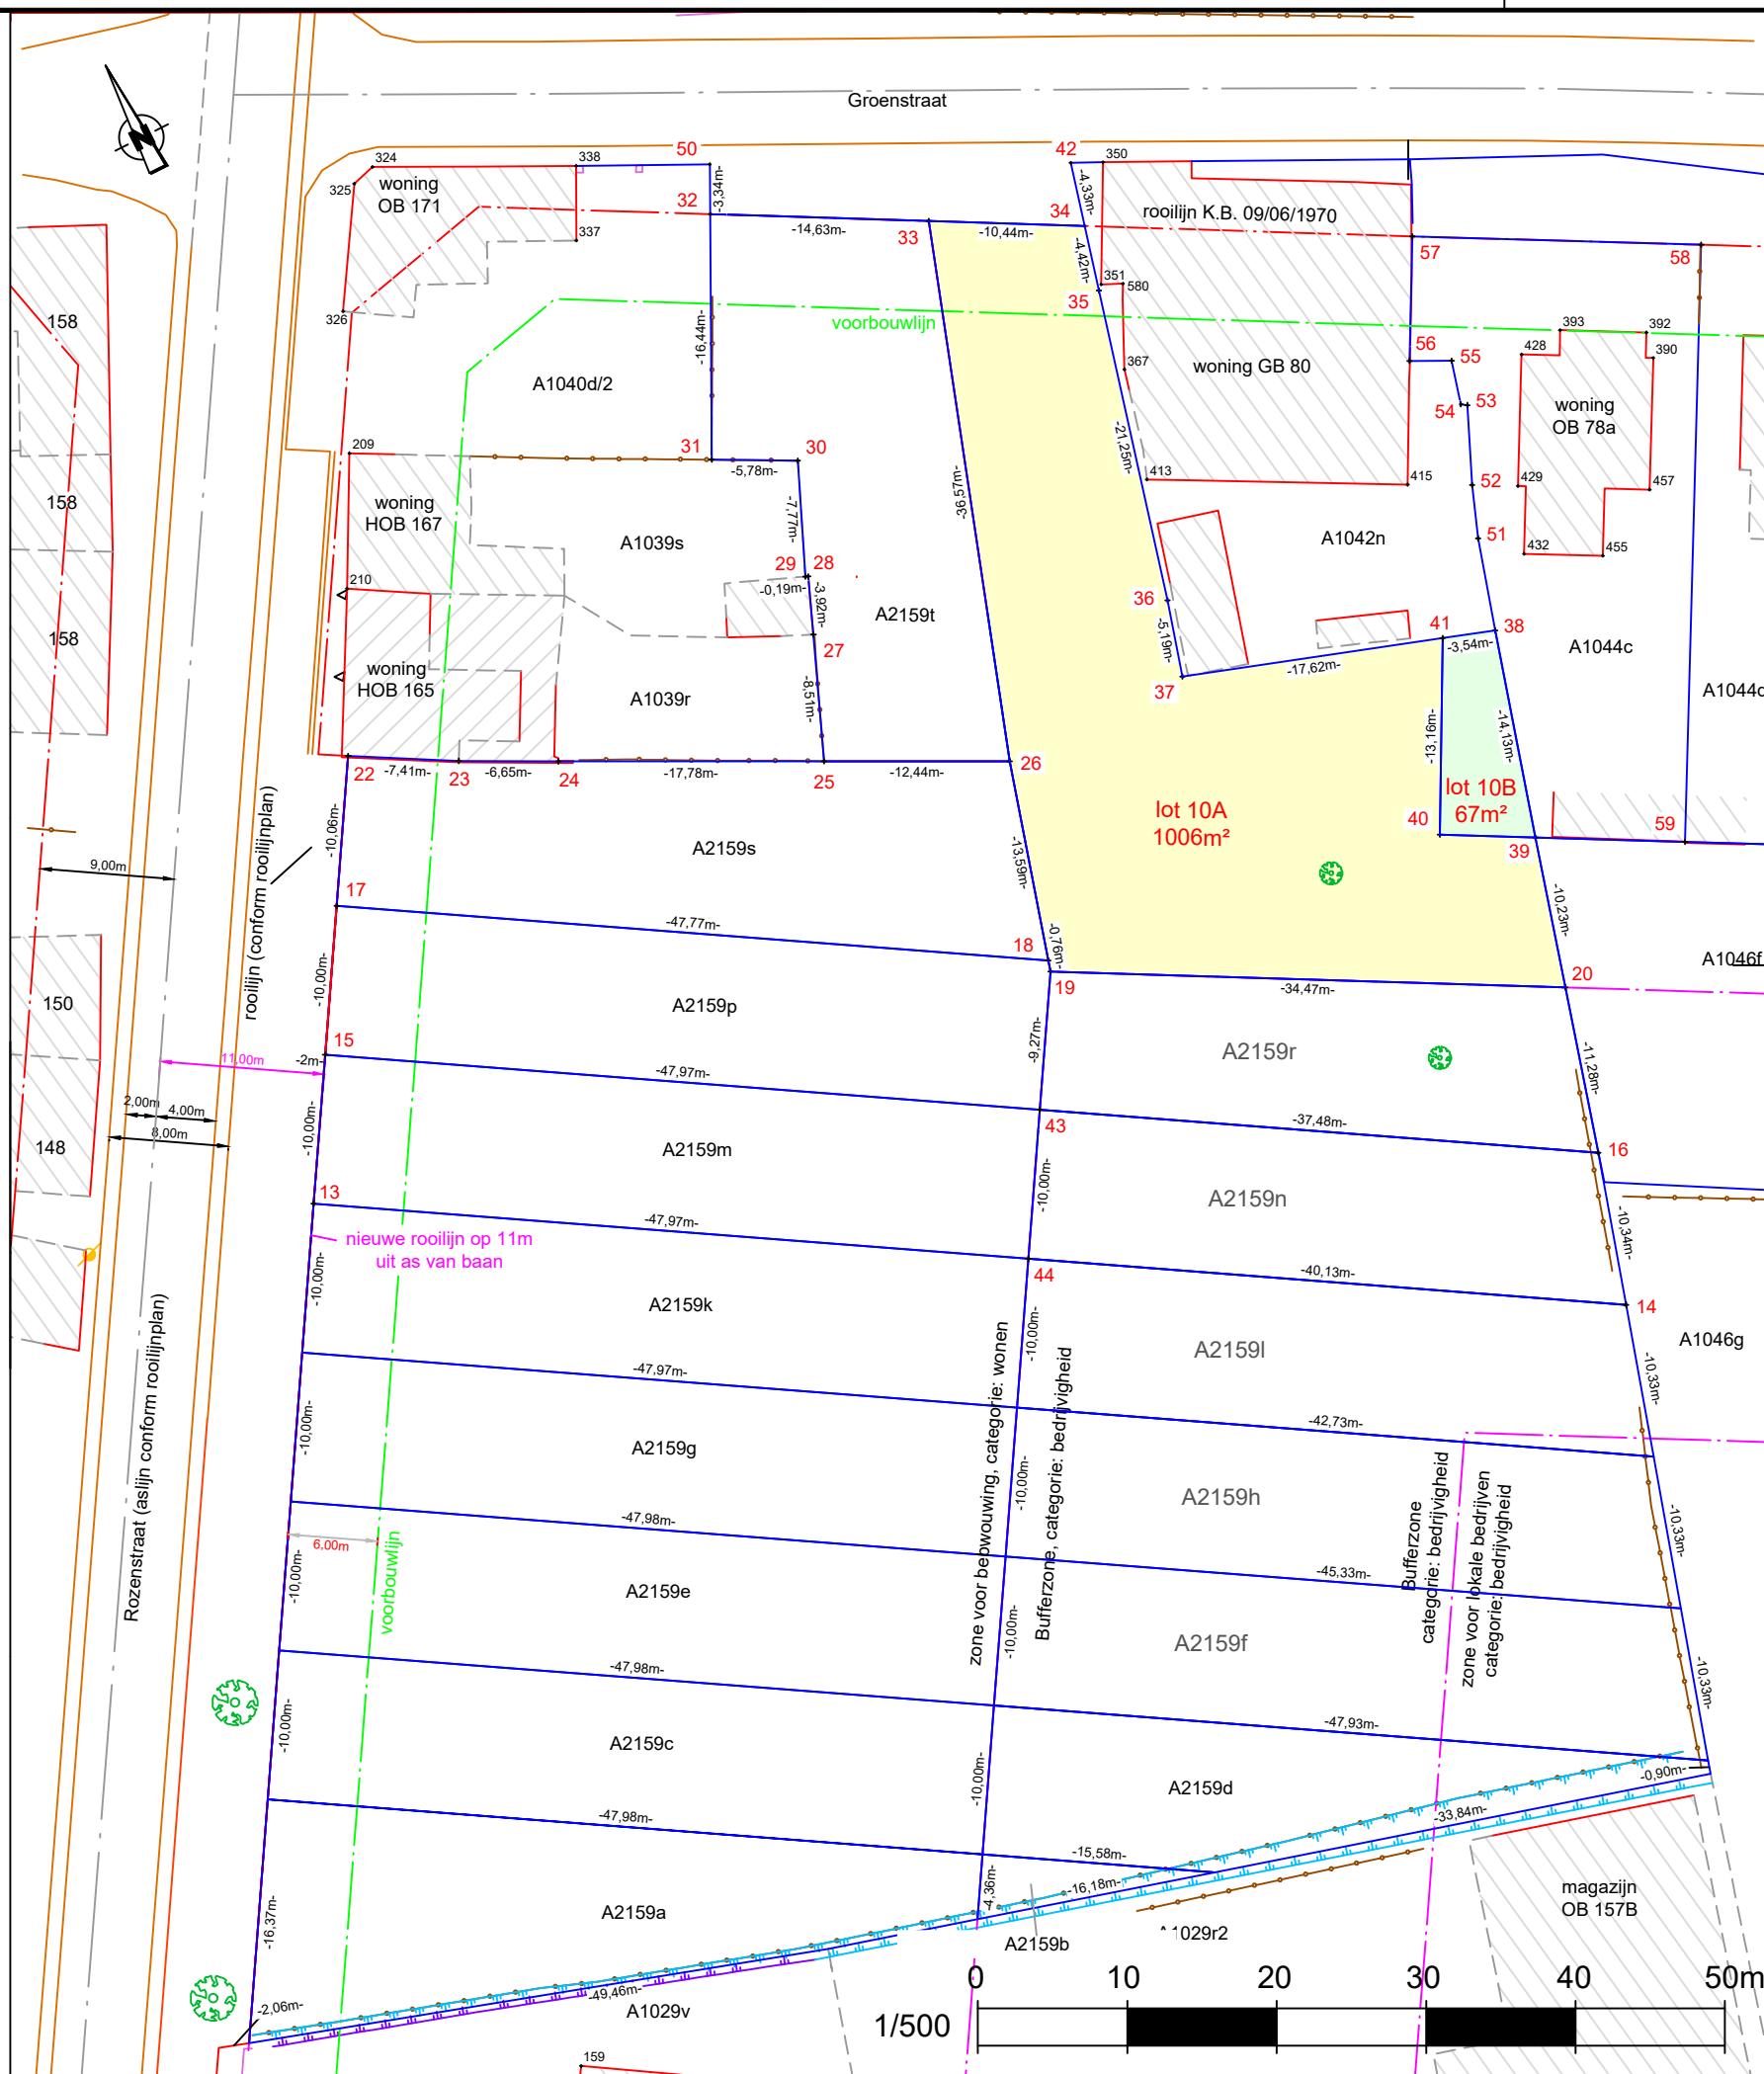 Groenstraat
324
338
50
42
350
325
woning
OB 171
-3,34m-
-4,33m-
32
34
rooilijn K.B. 09/06/1970
-14,63m-
33
-10,44m-
337
57
58
-4,42m-
351
580
35
326
158
voorbouwlijn
393
392
-16,44m-
56
55
428
390
367
woning GB 80
A1040d/2
54
53
woning
OB 78a
209
31
30
-5,78m-
-21,25m-
-36,57m-
413
415
52
429
457
158
woning
HOB 167
-7,77m-
A1039s
A1042n
51
432
455
210
29
28
-0,19m-
-3,92m-
36
A2159t
158
27
-5,19m-
41
38
-3,54m-
A1044c
woning
HOB 165
-17,62m-
37
A1039r
-8,51m-
A1044c
-13,16m-
-14,13m-
22
-7,41m-
23
-6,65m-
24
-17,78m-
25
-12,44m-
26
lot 10A
1006m²
lot 10B
67m²
40
59
39
-10,06m-
A2159s
-13,59m-
9,00m
rooilijn (conform rooilijnplan)
17
-47,77m-
18
-0,76m-
-10,23m-
A1046f
19
-34,47m-
20
150
-10,00m-
A2159p
-9,27m-
A2159r
15
-2m-
11,00m
-47,97m-
-11,28m-
2,00m
4,00m
8,00m
43
-37,48m-
16
148
-10,00m-
A2159m
-10,00m-
A2159n
13
-47,97m-
-10,34m-
nieuwe rooilijn op 11m
uit as van baan
44
-40,13m-
14
-10,00m-
A2159k
-10,00m-
A2159l
A1046g
Rozenstraat (aslijn conform rooilijnplan)
zone voor bebwouwing, categorie: wonen
Bufferzone, categorie: bedrijvigheid
-47,97m-
-10,33m-
-42,73m-
-10,00m-
A2159g
-10,00m-
A2159h
Bufferzone
categorie: bedrijvigheid
zone voor lokale bedrijven
categorie: bedrijvigheid
-47,98m-
-10,33m-
6,00m
voorbouwlijn
-45,33m-
-10,00m-
A2159e
-10,00m-
A2159f
-47,98m-
-10,33m-
-47,93m-
-10,00m-
A2159c
-10,00m-
A2159d
-0,90m-
-47,98m-
-33,84m-
-15,58m-
-4,36m-
-16,18m-
magazijn
OB 157B
-16,37m-
A2159a
A2159b
1029r2
-49,46m-
-2,06m-
A1029v
0
10
20
30
40
50m
1/500
159